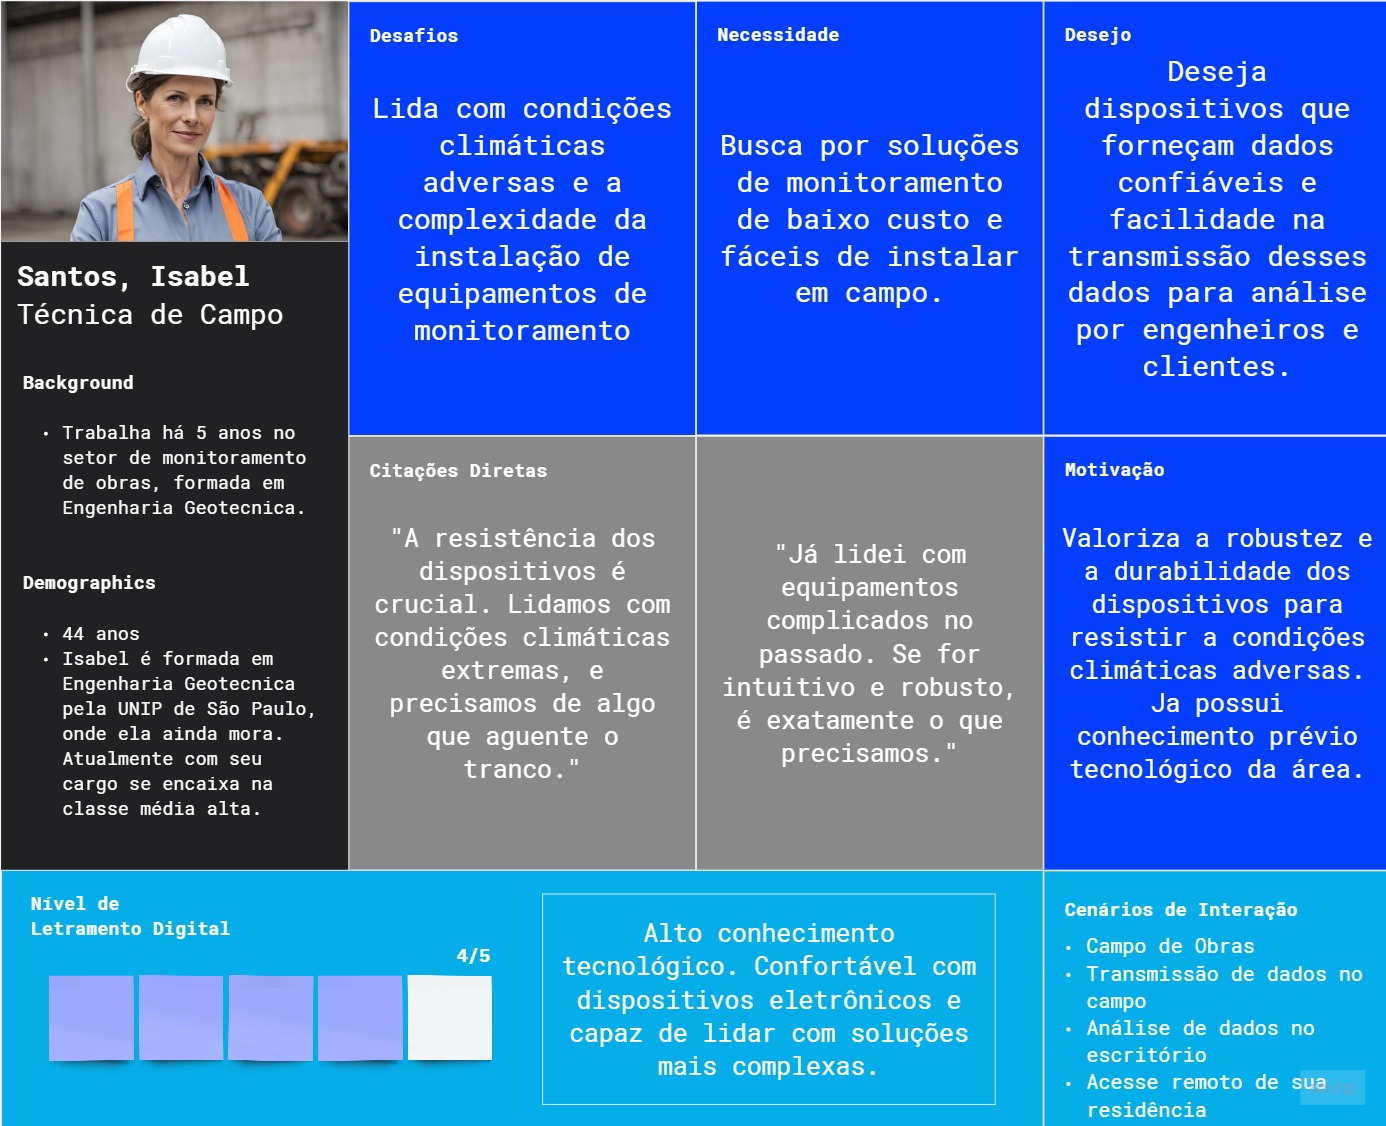 Santos, Isabel
Técnica de Campo
Background
• Trabalha há 5 anos no
setor de monitoramento
de obras, formada em
Engenharia Geotecnica.
Demographics
• 44 anos
• Isabel é formada em
Engenharia Geotecnica
pela UNIP de São Paulo,
onde ela ainda mora.
Atualmente com seu
cargo se encaixa na
classe média alta.
Desafios
Lida com condições
climáticas
adversas e a
complexidade da
instalação de
equipamentos de
monitoramento
Necessidade
Busca por soluções
de monitoramento
de baixo custo e
fáceis de instalar
em campo.
Desejo
Deseja
dispositivos que
forneçam dados
confiáveis e
facilidade na
transmissão desses
dados para análise
por engenheiros e
clientes.
Citações Diretas
"A resistência dos
dispositivos é
crucial. Lidamos com
condições climáticas
extremas, e
precisamos de algo
que aguente o
tranco."
"Já lidei com
equipamentos
complicados no
passado. Se for
intuitivo e robusto,
é exatamente o que
precisamos."
Motivação
Valoriza a robustez e
a durabilidade dos
dispositivos para
resistir a condições
climáticas adversas.
Ja possui
conhecimento prévio
tecnológico da área.
Nível de
Letramento Digital
4/5
Alto conhecimento
tecnológico. Confortável com
dispositivos eletrônicos e
capaz de lidar com soluções
mais complexas.
Cenários de Interação
• Campo de Obras
• Transmissão de dados no
campo
• Análise de dados no
escritório
• Acesse remoto de sua
residência
miro